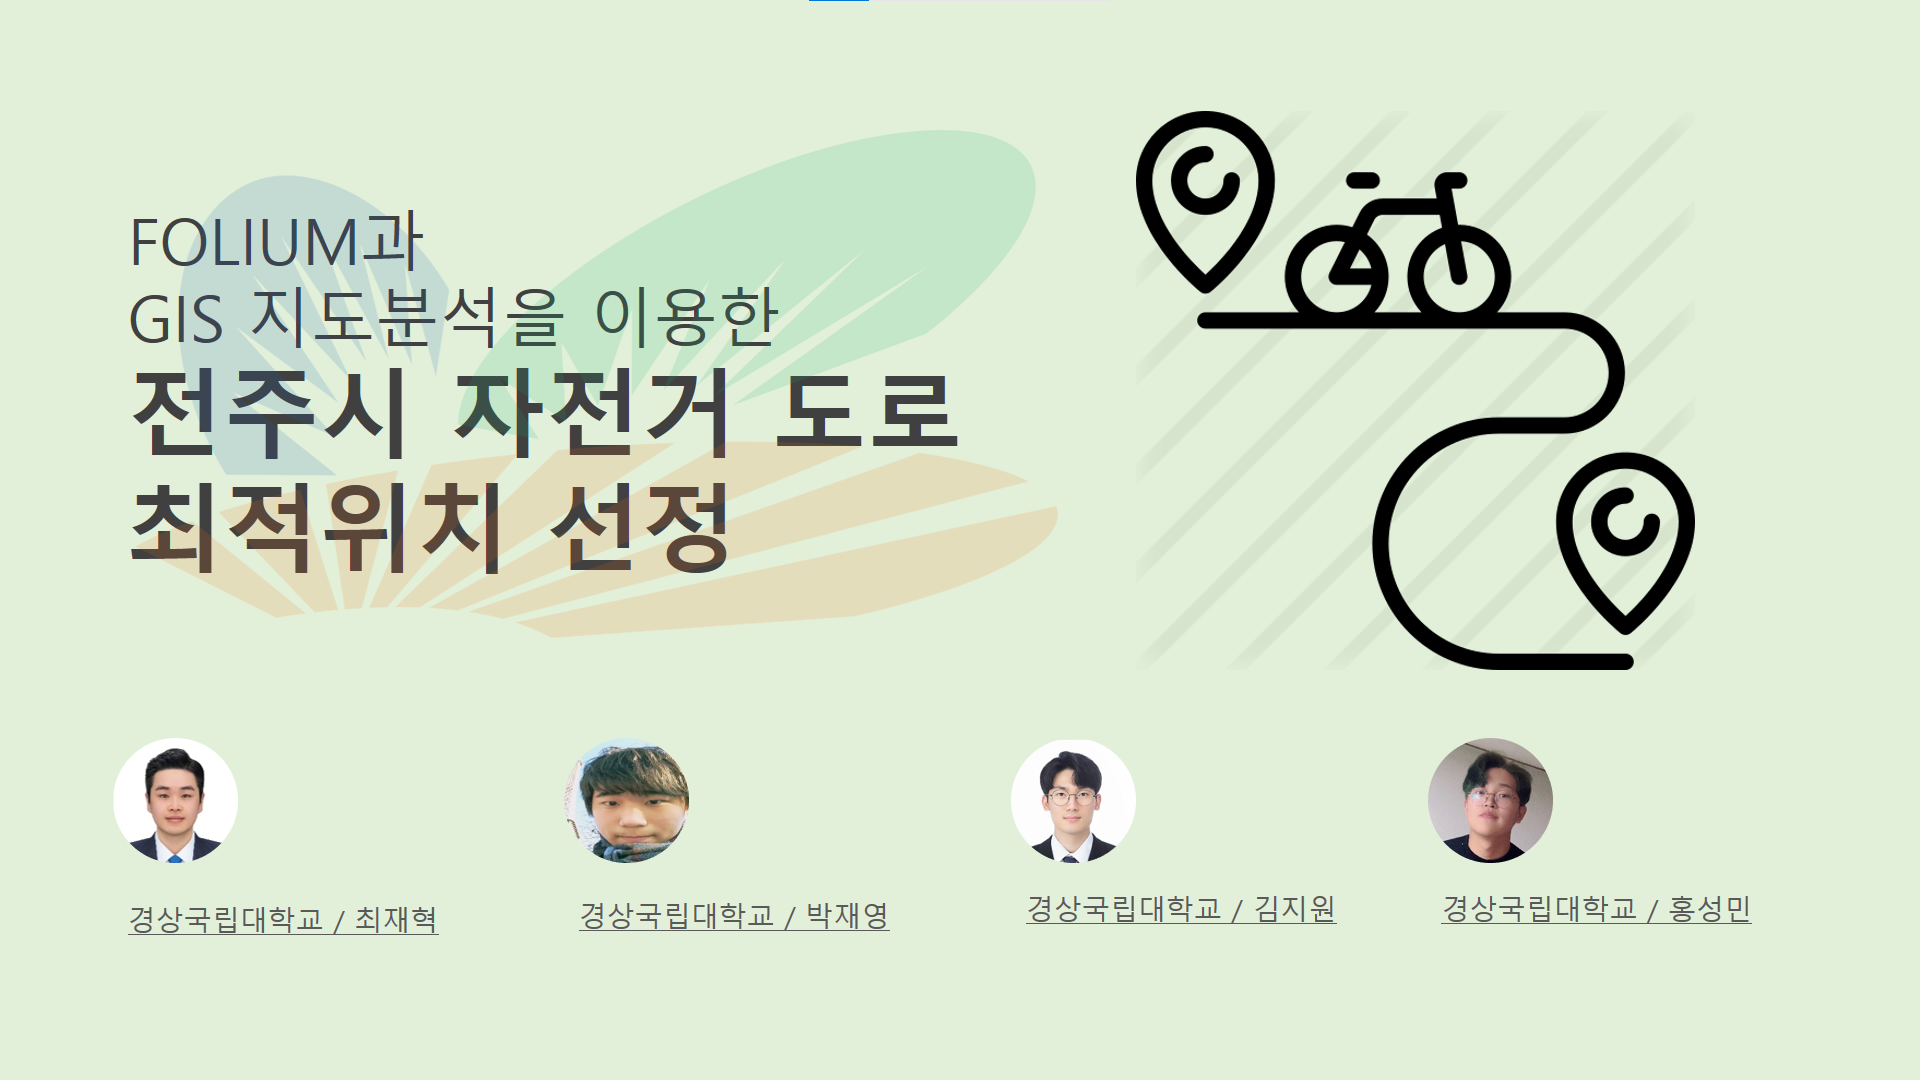 FOLIUM과
GIS 지도분석을 이용한
전주시 자전거 도로
최적위치 선정
경상국립대학교 / 최재혁
경상국립대학교 / 박재영
경상국립대학교 / 김지원
경상국립대학교 / 홍성민